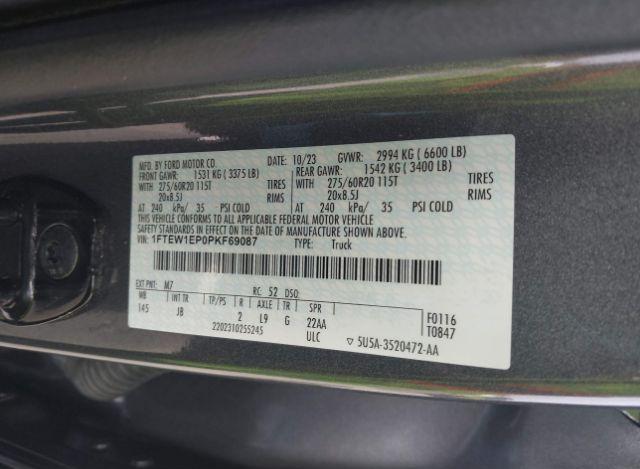 MFD. BY FORD MOTOR CO. DATE: 10/23 GVWR: 2994 KG ( 6600 LB)
FRONT GAWR: 1531 KG ( 3375 LB) REAR GAWR: 1542 KG ( 3400 LB)
WITH 275/60R20 115T TIRES WITH 275/60R20 115T TIRES
20x8.5J RIMS 20x8.5J RIMS
AT 240 kPa/ 35 PSI COLD AT 240 kPa/ 35 PSI COLD
THIS VEHICLE CONFORMS TO ALL APPLICABLE FEDERAL MOTOR VEHICLE
SAFETY STANDARDS IN EFFECT ON THE DATE OF MANUFACTURE SHOWN ABOVE.
VIN: 1FTEW1EP0PKF69087 TYPE: Truck
EXT PNT: M7 RC: 52 DSO:
WB INT TR TP/PS R AXLE TR SPR F0116
145 JB 2 L9 G 22AA T0847
2202310255245 ULC ▽ 5U5A-3520472-AA